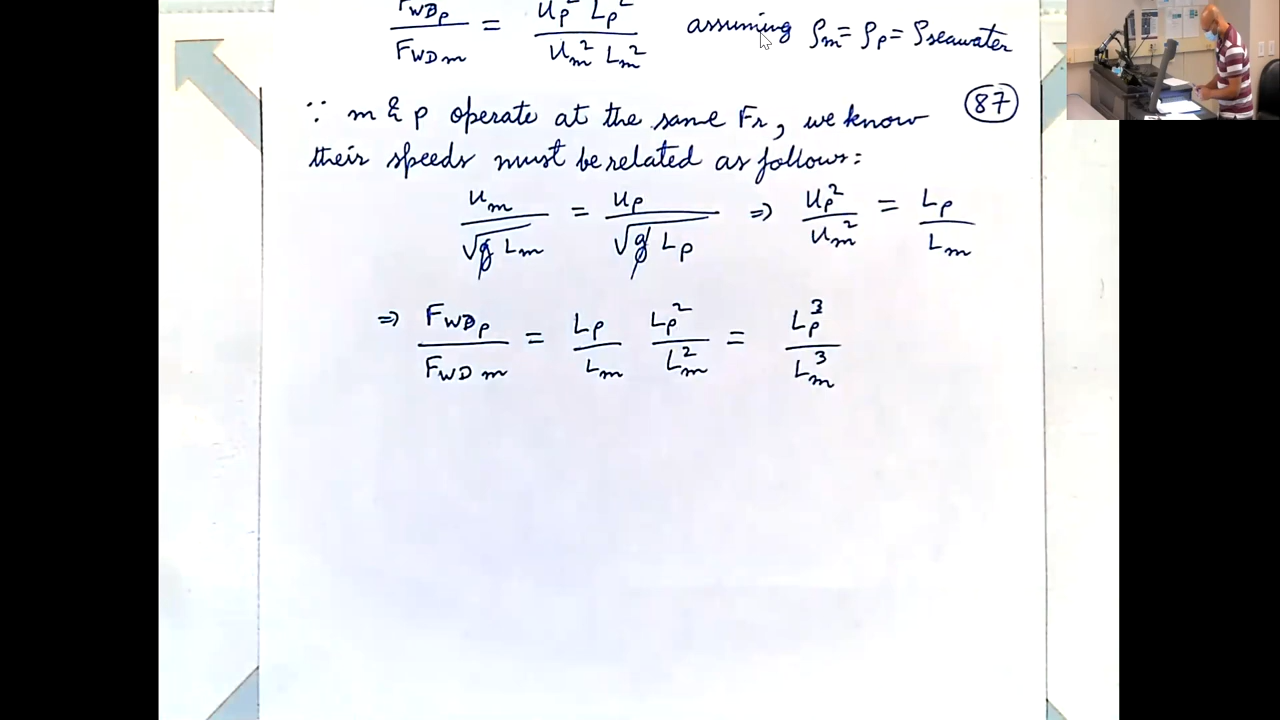 F_WDp / F_WDm = U_p² L_p² / U_m² L_m² assuming ρ_m = ρ_p = ρ_seawater
∵ m & p operate at the same Fr, we know (87)
their speeds must be related as follows:
U_m / √g L_m = U_p / √g L_p ⇒ U_p² / U_m² = L_p / L_m
⇒ F_WDp / F_WDm = L_p / L_m L_p² / L_m² = L_p³ / L_m³